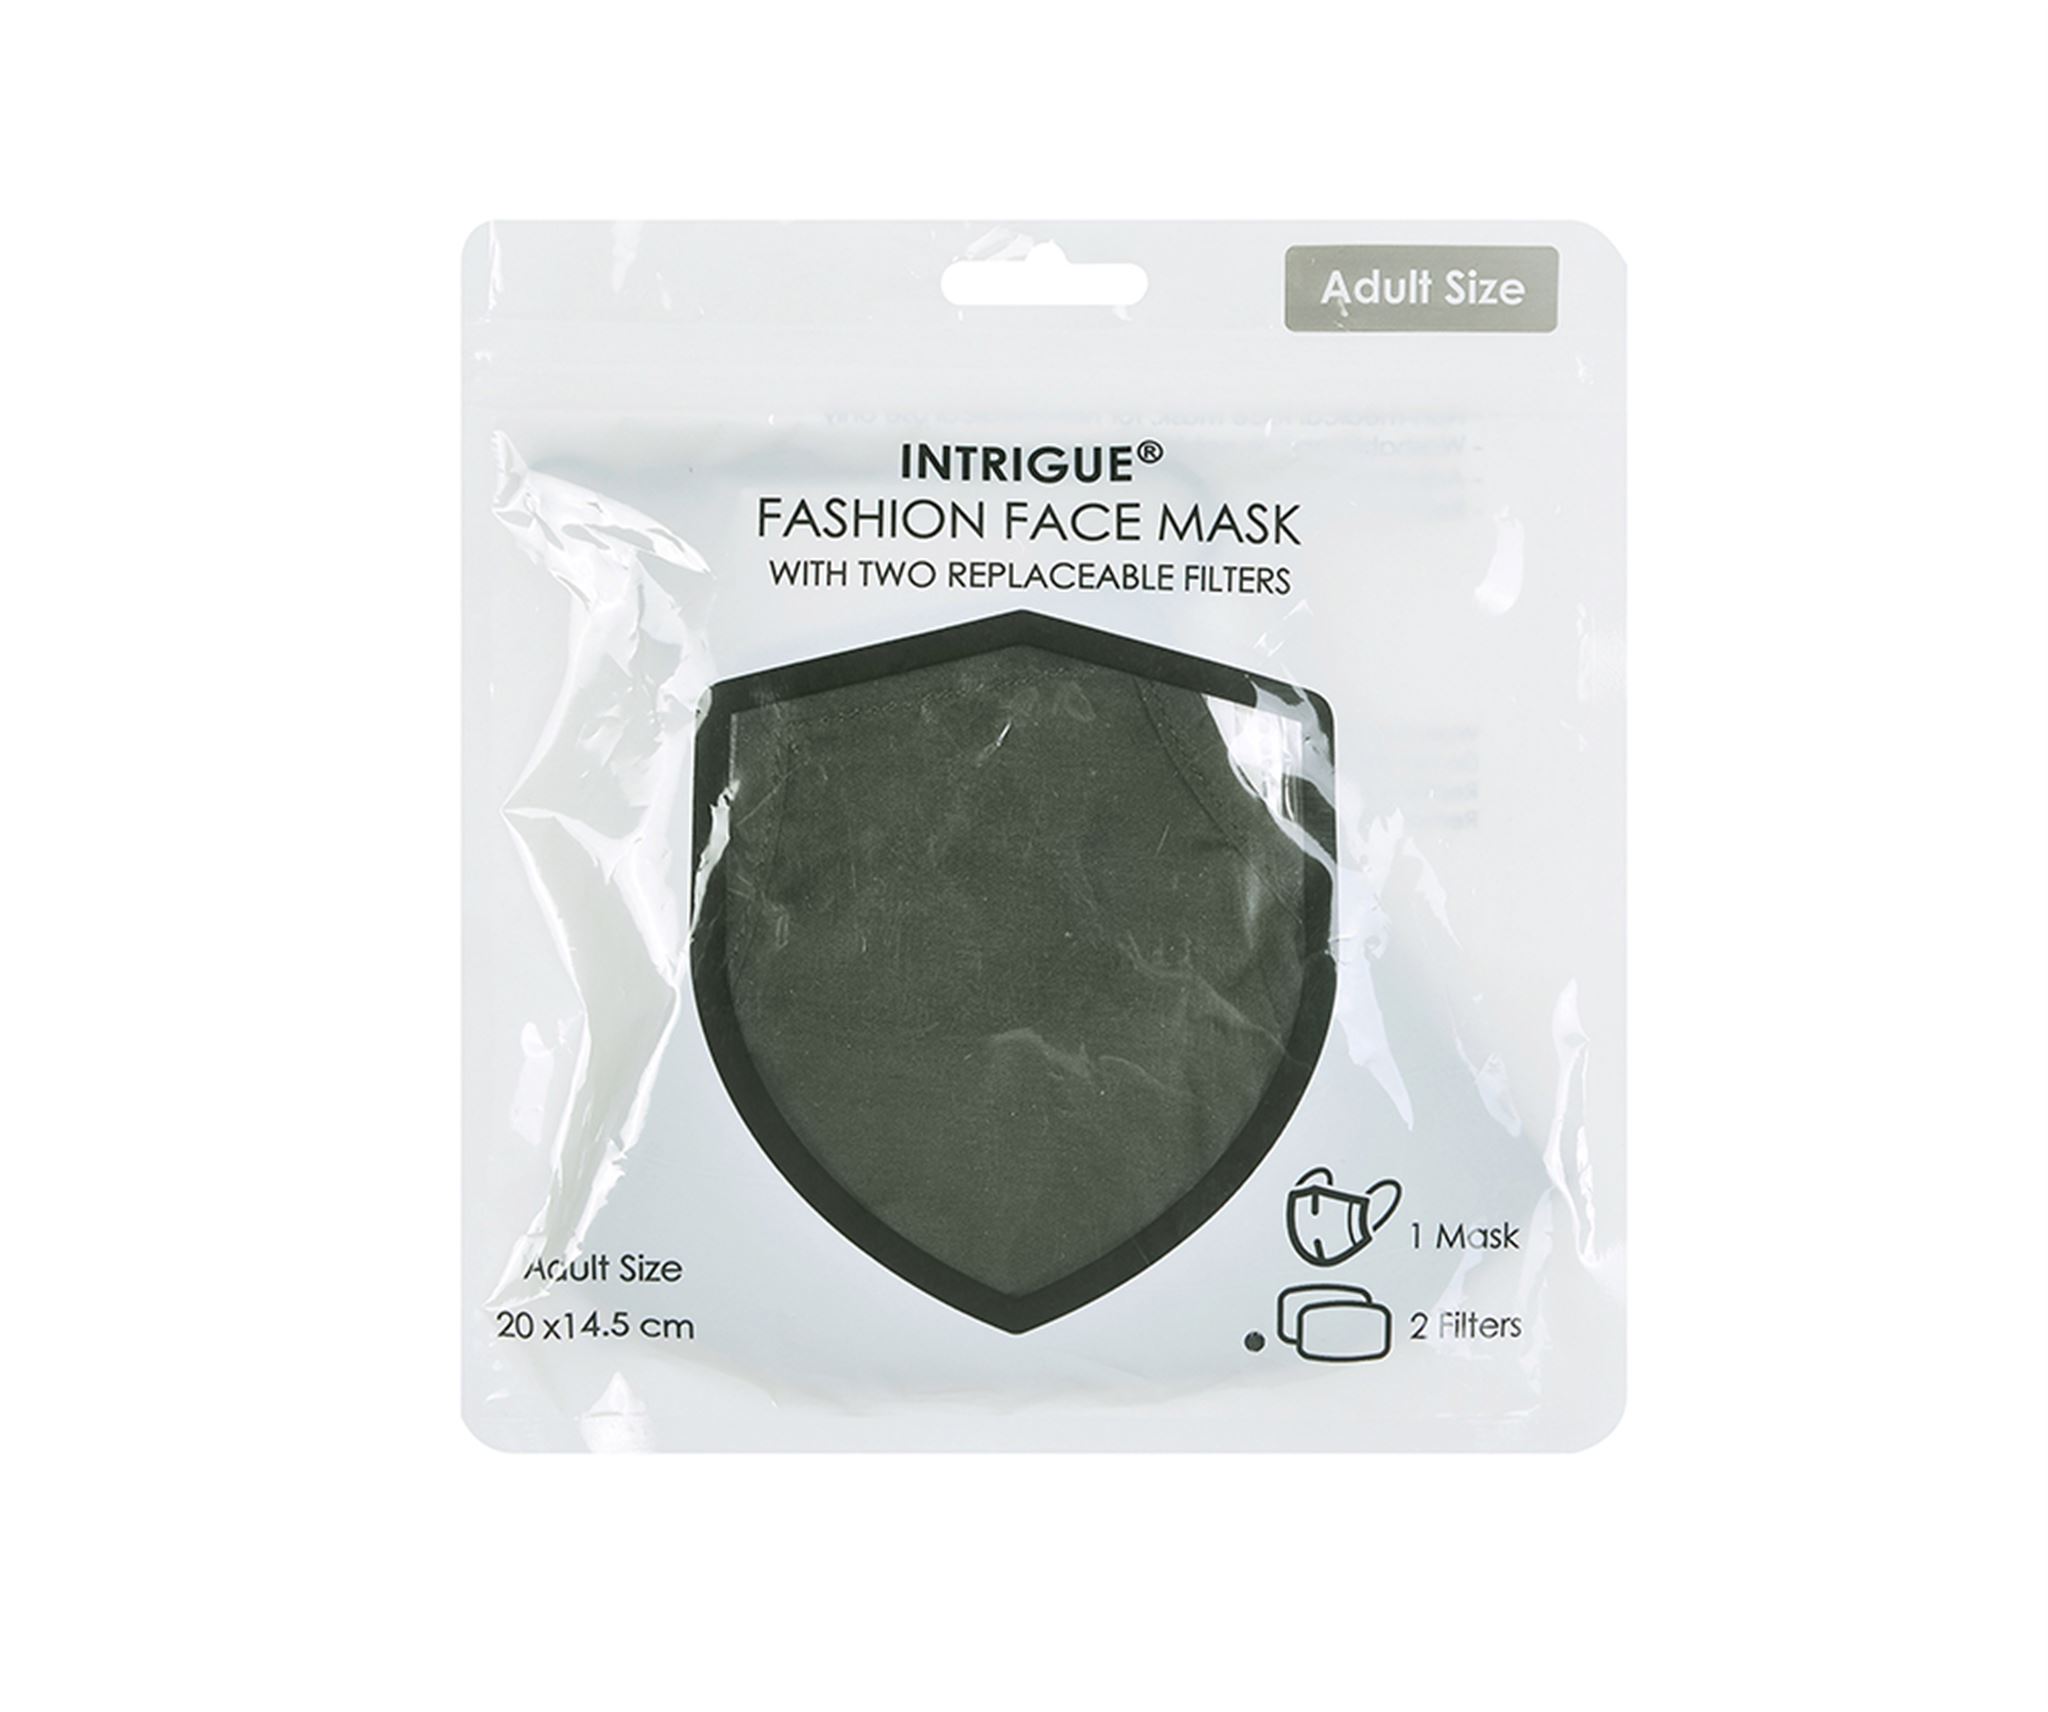 Adult Size
INTRIGUE®
FASHION FACE MASK
WITH TWO REPLACEABLE FILTERS
1 Mask
Adult Size
20 x14.5 cm
2 Filters